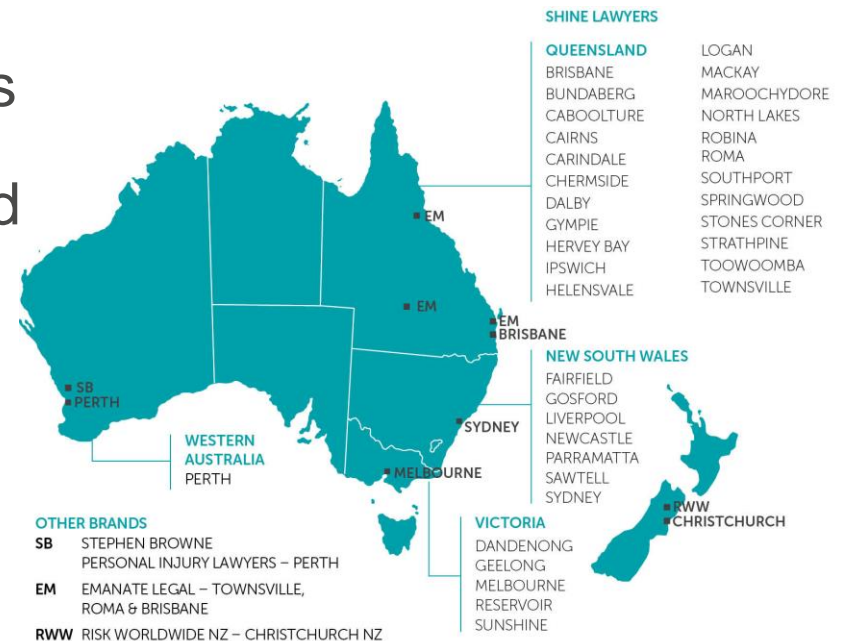 s
d
SHINE LAWYERS
QUEENSLAND
BRISBANE
BUNDABERG
CABOOLTURE
CAIRNS
CARINDALE
CHERMSIDE
DALBY
GYMPIE
HERVEY BAY
IPSWICH
HELENSVALE
LOGAN
MACKAY
MAROOCHYDORE
NORTH LAKES
ROBINA
ROMA
SOUTHPORT
SPRINGWOOD
STONES CORNER
STRATHPINE
TOOWOOMBA
TOWNSVILLE
EM
EM
EM
BRISBANE
SB
PERTH
SYDNEY
MELBOURNE
NEW SOUTH WALES
FAIRFIELD
GOSFORD
LIVERPOOL
NEWCASTLE
PARRAMATTA
SAWTELL
SYDNEY
WESTERN
AUSTRALIA
PERTH
RWW
CHRISTCHURCH
VICTORIA
DANDENONG
GEELONG
MELBOURNE
RESERVOIR
SUNSHINE
OTHER BRANDS
SB STEPHEN BROWNE
PERSONAL INJURY LAWYERS – PERTH
EM EMANATE LEGAL – TOWNSVILLE,
ROMA & BRISBANE
RWW RISK WORLDWIDE NZ – CHRISTCHURCH NZ